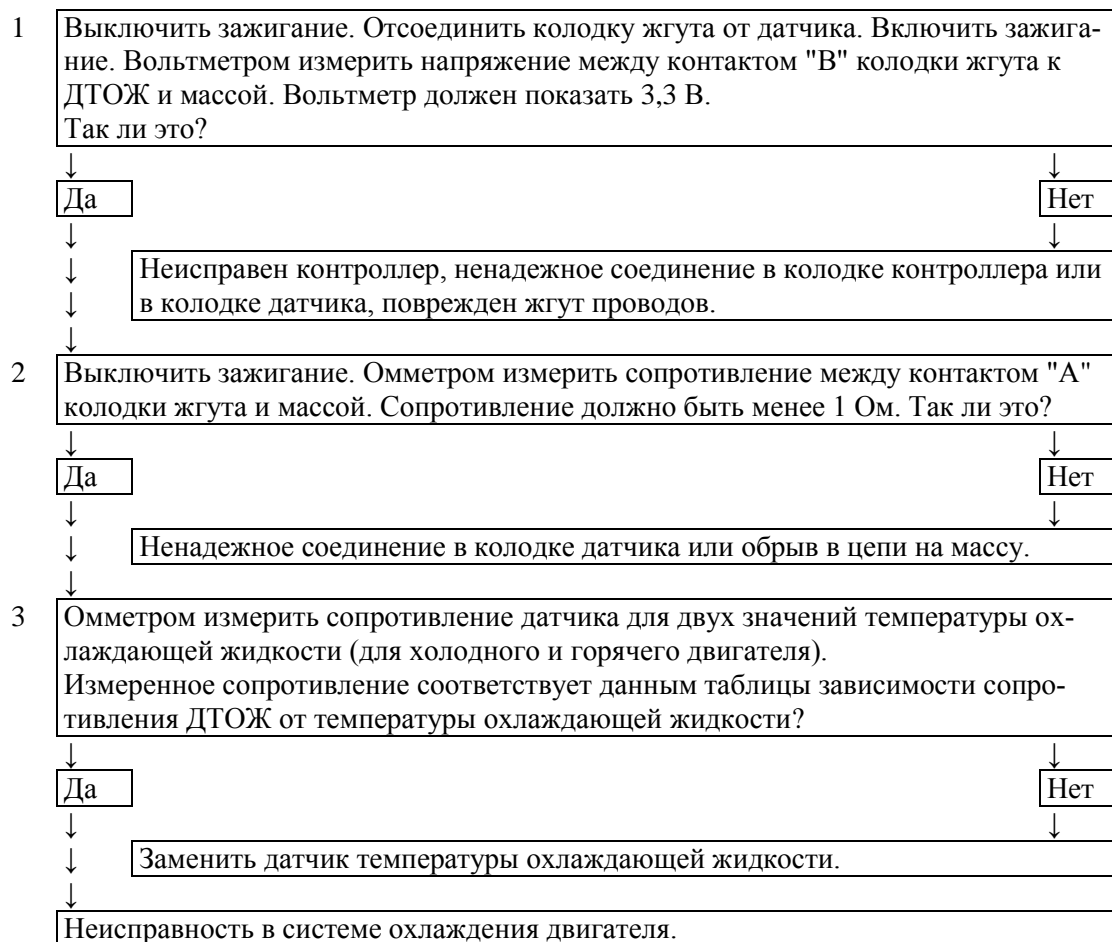 1 Выключить зажигание. Отсоединить колодку жгута от датчика. Включить зажига-
ние. Вольтметром измерить напряжение между контактом "В" колодки жгута к
ДТОЖ и массой. Вольтметр должен показать 3,3 В.
Так ли это?
↓ ↓
Да Нет
↓ ↓
↓ Неисправен контроллер, ненадежное соединение в колодке контроллера или
↓ в колодке датчика, поврежден жгут проводов.
↓
2 Выключить зажигание. Омметром измерить сопротивление между контактом "А"
колодки жгута и массой. Сопротивление должно быть менее 1 Ом. Так ли это?
↓ ↓
Да Нет
↓ ↓
↓ Ненадежное соединение в колодке датчика или обрыв в цепи на массу.
↓
3 Омметром измерить сопротивление датчика для двух значений температуры ох-
лаждающей жидкости (для холодного и горячего двигателя).
Измеренное сопротивление соответствует данным таблицы зависимости сопро-
тивления ДТОЖ от температуры охлаждающей жидкости?
↓ ↓
Да Нет
↓ ↓
↓ Заменить датчик температуры охлаждающей жидкости.
↓
Неисправность в системе охлаждения двигателя.